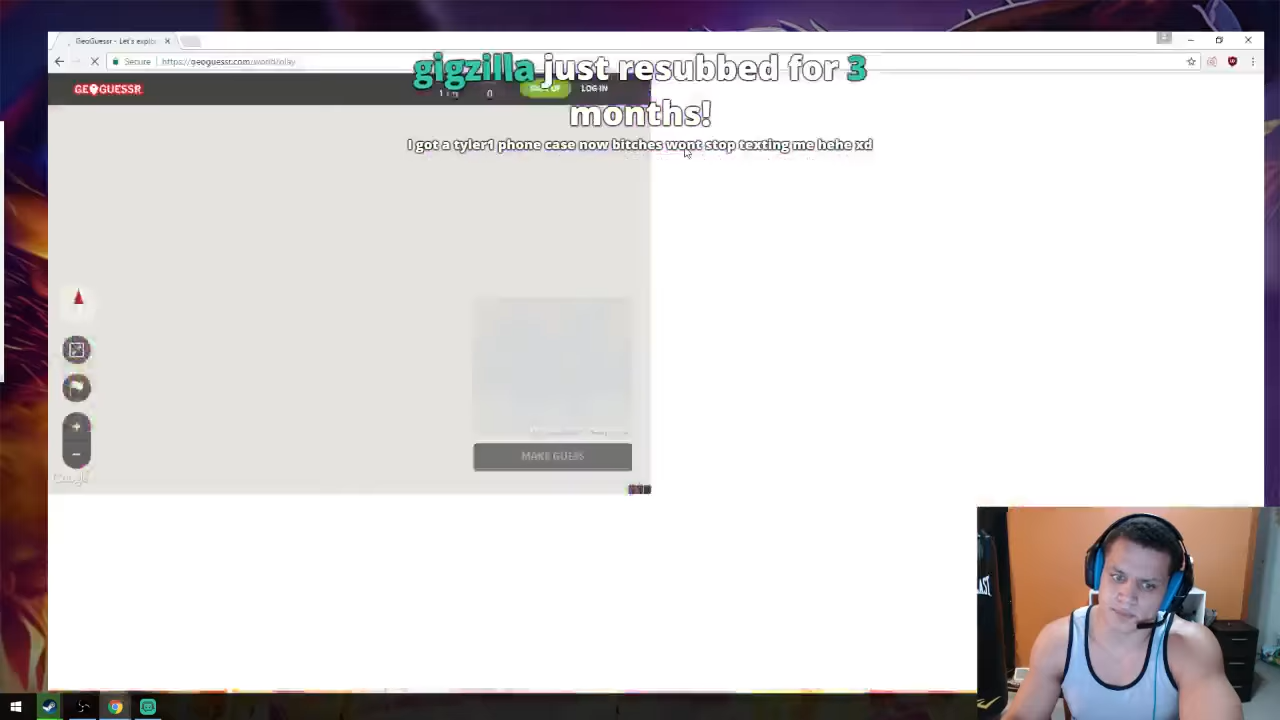 GeoGuessr - Let's explo
Secure https://geoguessr.com/world/play
gigzilla just resubbed for 3
months!
GEOGUESSR
0
LOG IN
I got a tyler1 phone case now bitches wont stop texting me hehe xd
MAKE GUESS
Google